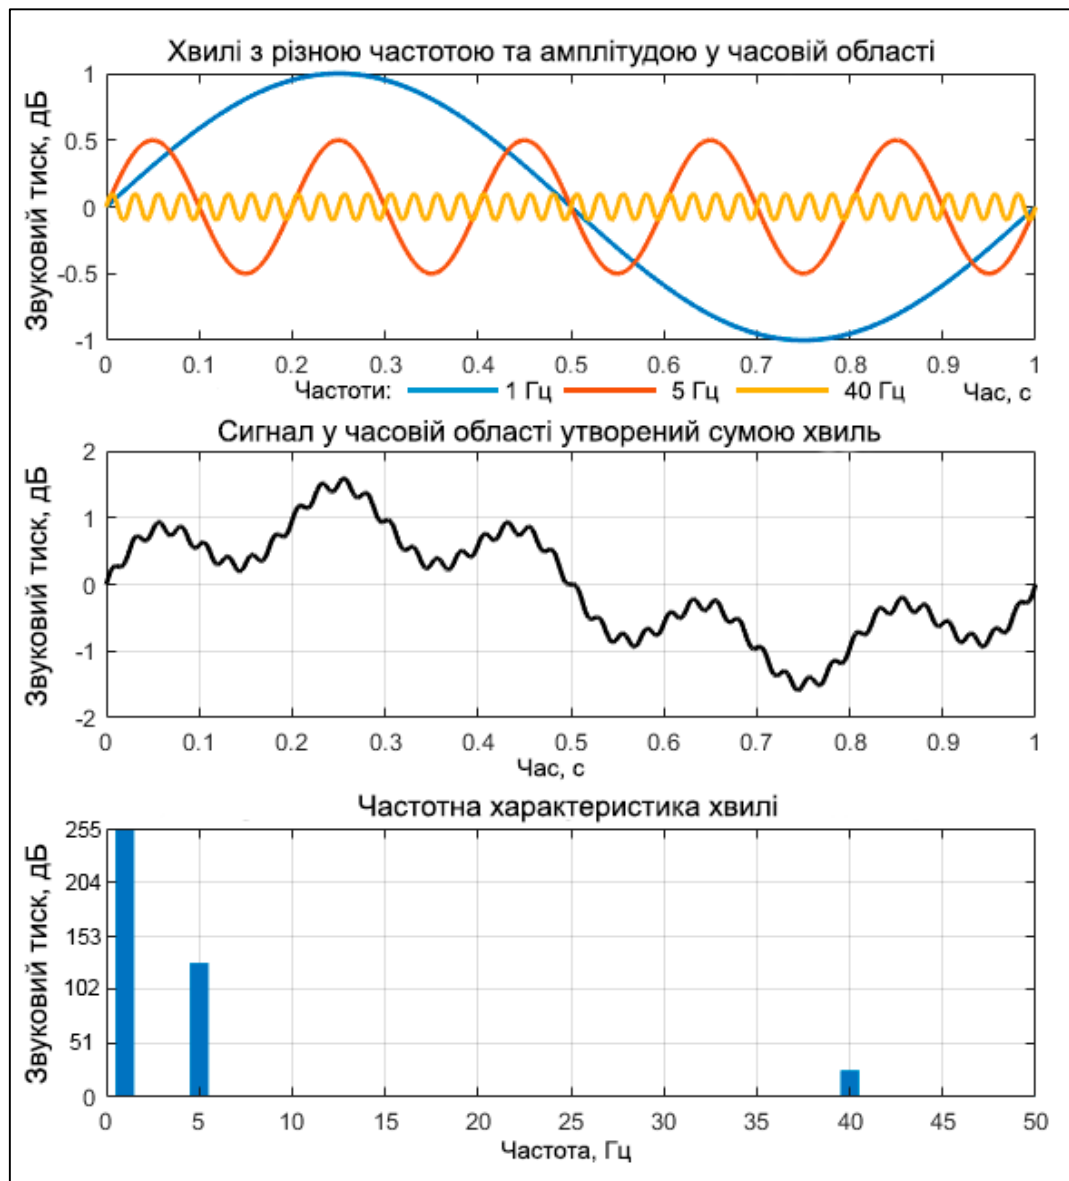 Хвилі з різною частотою та амплітудою у часовій області
Звуковий тиск, дБ
1
0.5
0
-0.5
-1
0 0.1 0.2 0.3 0.4 0.5 0.6 0.7 0.8 0.9 1
Частоти: 1 Гц 5 Гц 40 Гц Час, с
Сигнал у часовій області утворений сумою хвиль
Звуковий тиск, дБ
2
1
0
-1
-2
0 0.1 0.2 0.3 0.4 0.5 0.6 0.7 0.8 0.9 1
Час, с
Частотна характеристика хвилі
Звуковий тиск, дБ
255
204
153
102
51
0
0 5 10 15 20 25 30 35 40 45 50
Частота, Гц